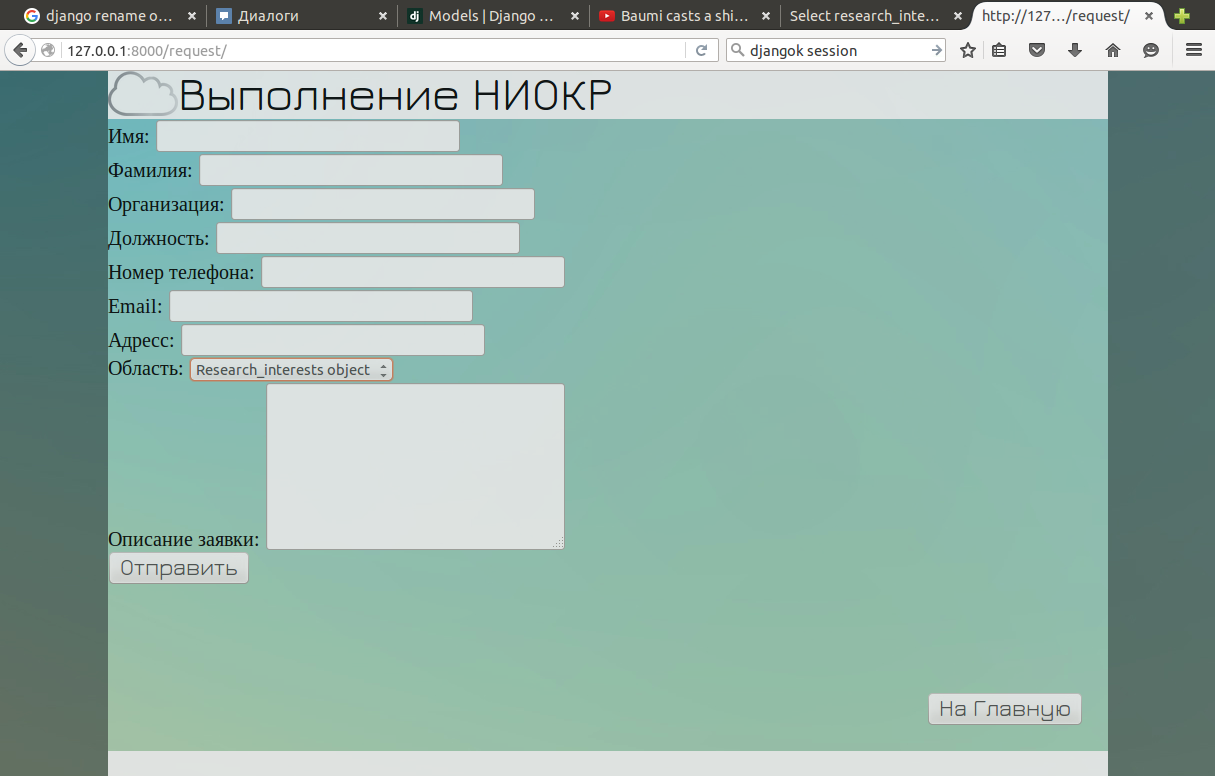 django rename o...
Диалоги
Models | Django ...
Baumi casts a shi...
Select research_inte...
http://127.../request/
127.0.0.1:8000/request/
djangok session
Выполнение НИОКР
Имя:
Фамилия:
Организация:
Должность:
Номер телефона:
Email:
Адресс:
Область: Research_interests object
Описание заявки:
Отправить
На Главную